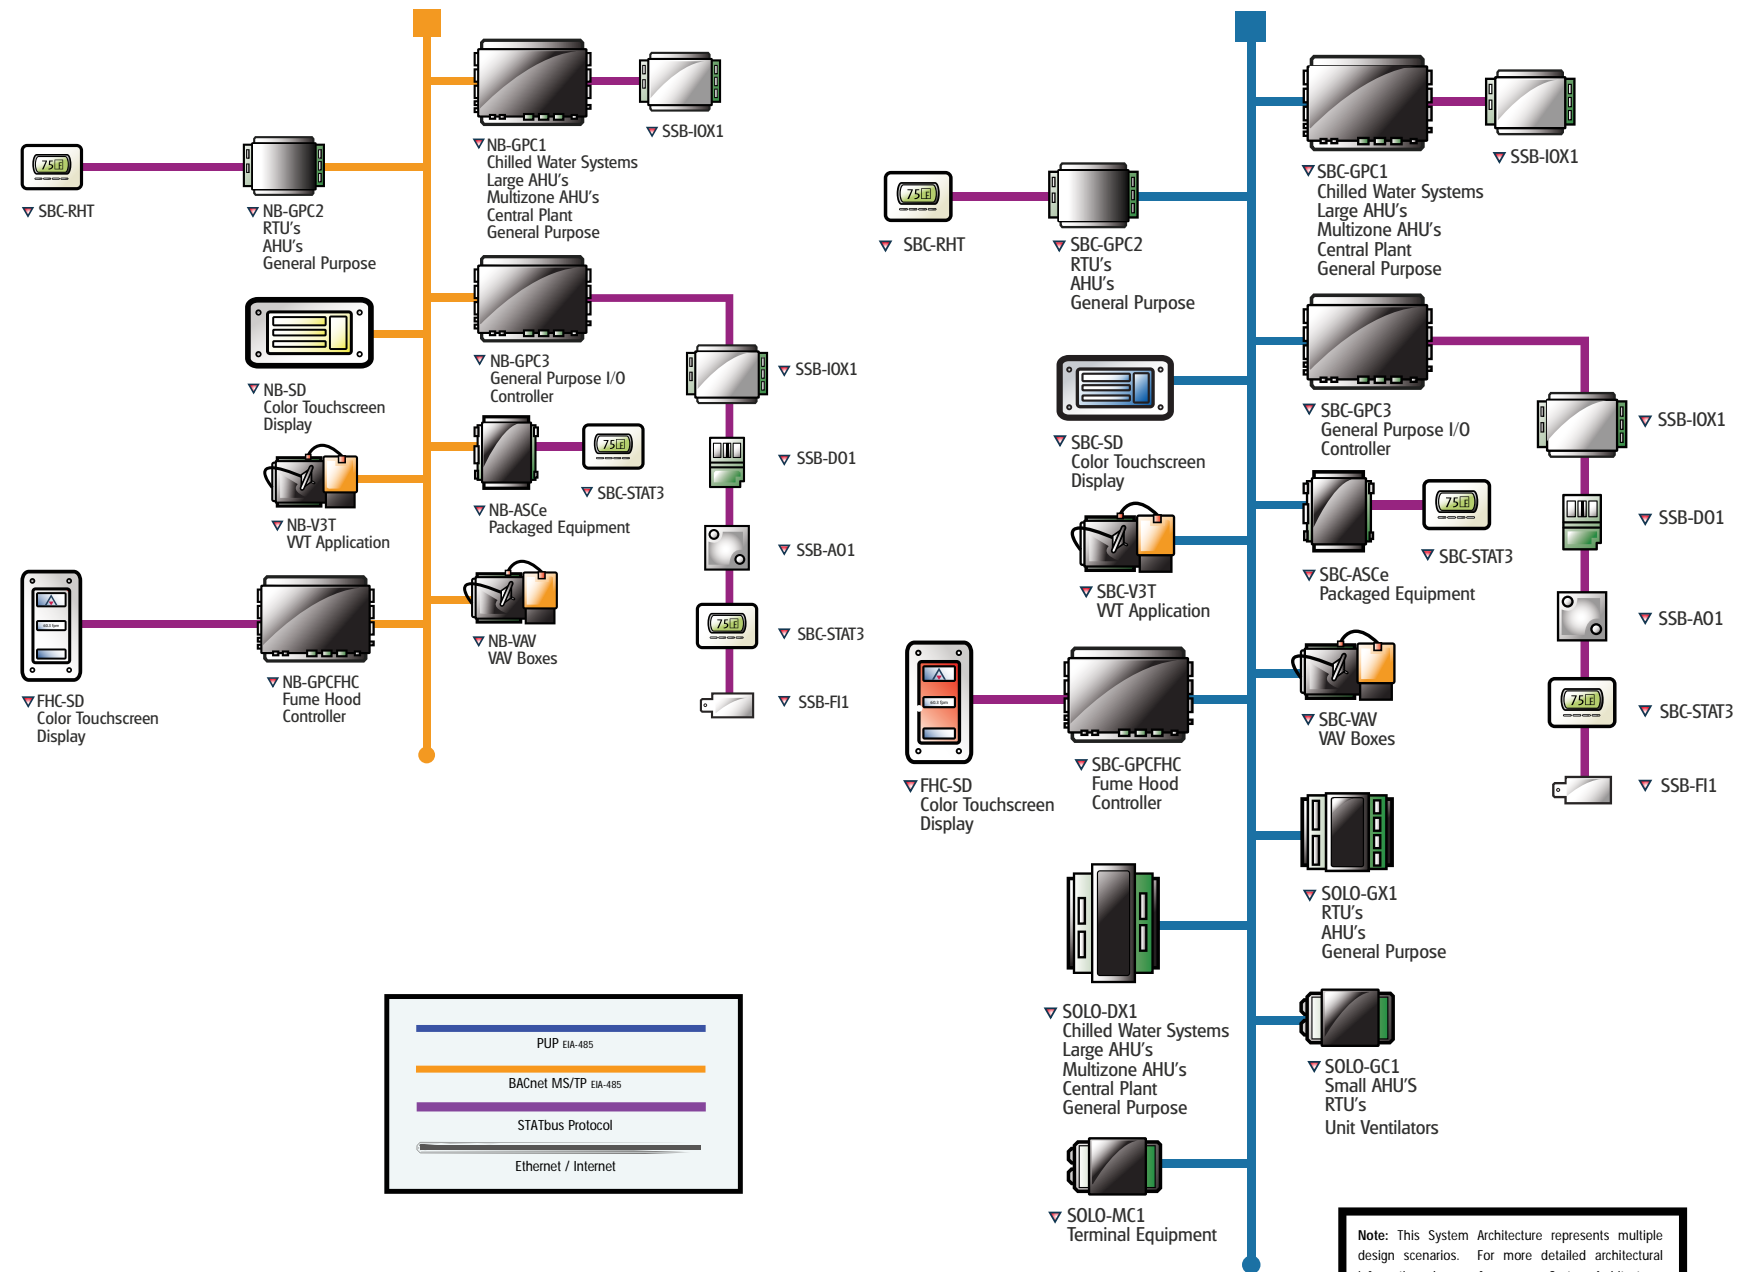 SBC-RHT
NB-GPC2
RTU's
AHU's
General Purpose
NB-GPC1
Chilled Water Systems
Large AHU's
Multizone AHU's
Central Plant
General Purpose
SSB-IOX1
NB-SD
Color Touchscreen
Display
NB-GPC3
General Purpose I/O
Controller
SSB-IOX1
SSB-DO1
SSB-AO1
SBC-STAT3
SSB-FI1
NB-V3T
VVT Application
NB-ASCe
Packaged Equipment
SBC-STAT3
NB-VAV
VAV Boxes
FHC-SD
Color Touchscreen
Display
NB-GPCFHC
Fume Hood
Controller
75F
75F
75F
PUP EIA-485
BACnet MS/TP EIA-485
STATbus Protocol
Ethernet / Internet
SBC-RHT
SBC-GPC2
RTU's
AHU's
General Purpose
SBC-GPC1
Chilled Water Systems
Large AHU's
Multizone AHU's
Central Plant
General Purpose
SSB-IOX1
SBC-SD
Color Touchscreen
Display
SBC-GPC3
General Purpose I/O
Controller
SSB-IOX1
SSB-DO1
SSB-AO1
SBC-STAT3
SSB-FI1
SBC-V3T
VVT Application
SBC-ASCe
Packaged Equipment
SBC-STAT3
SBC-VAV
VAV Boxes
FHC-SD
Color Touchscreen
Display
SBC-GPCFHC
Fume Hood
Controller
75F
75F
75F
SOLO-GX1
RTU's
AHU's
General Purpose
SOLO-DX1
Chilled Water Systems
Large AHU's
Multizone AHU's
Central Plant
General Purpose
SOLO-GC1
Small AHU'S
RTU's
Unit Ventilators
SOLO-MC1
Terminal Equipment
Note: This System Architecture represents multiple
design scenarios. For more detailed architectural